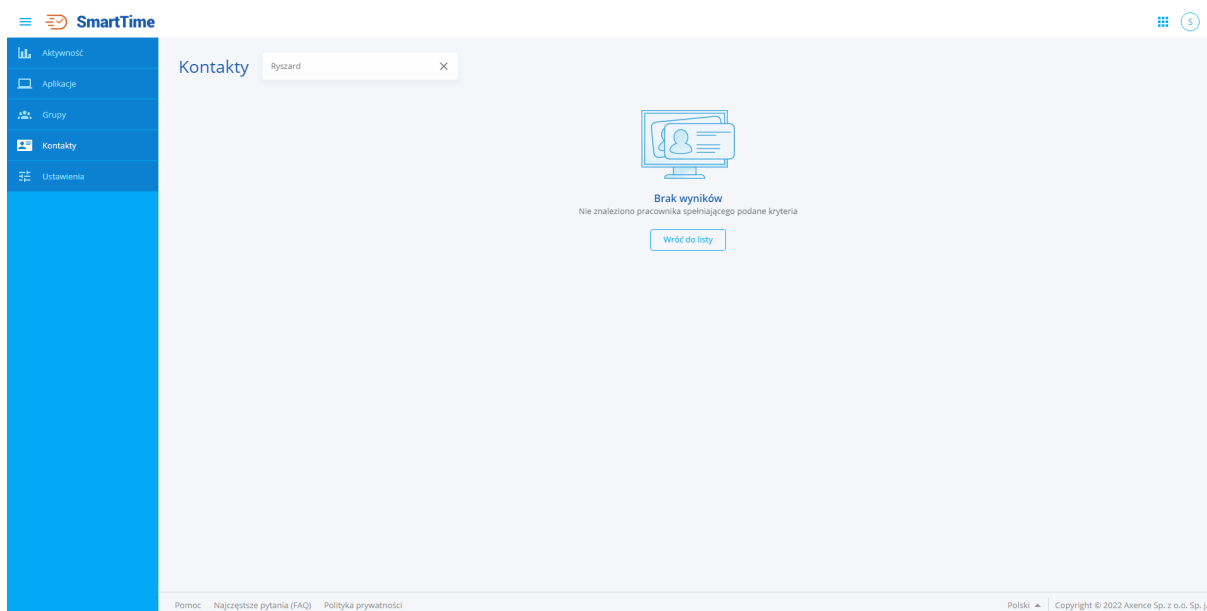 SmartTime
S
Aktywność
Aplikacje
Grupy
Kontakty
Ustawienia
Kontakty
Ryszard
Brak wyników
Nie znaleziono pracownika spełniającego podane kryteria
Wróć do listy
Pomoc Najczęstsze pytania (FAQ) Polityka prywatności
Polski Copyright © 2022 Axence Sp. z o.o. Sp. j.